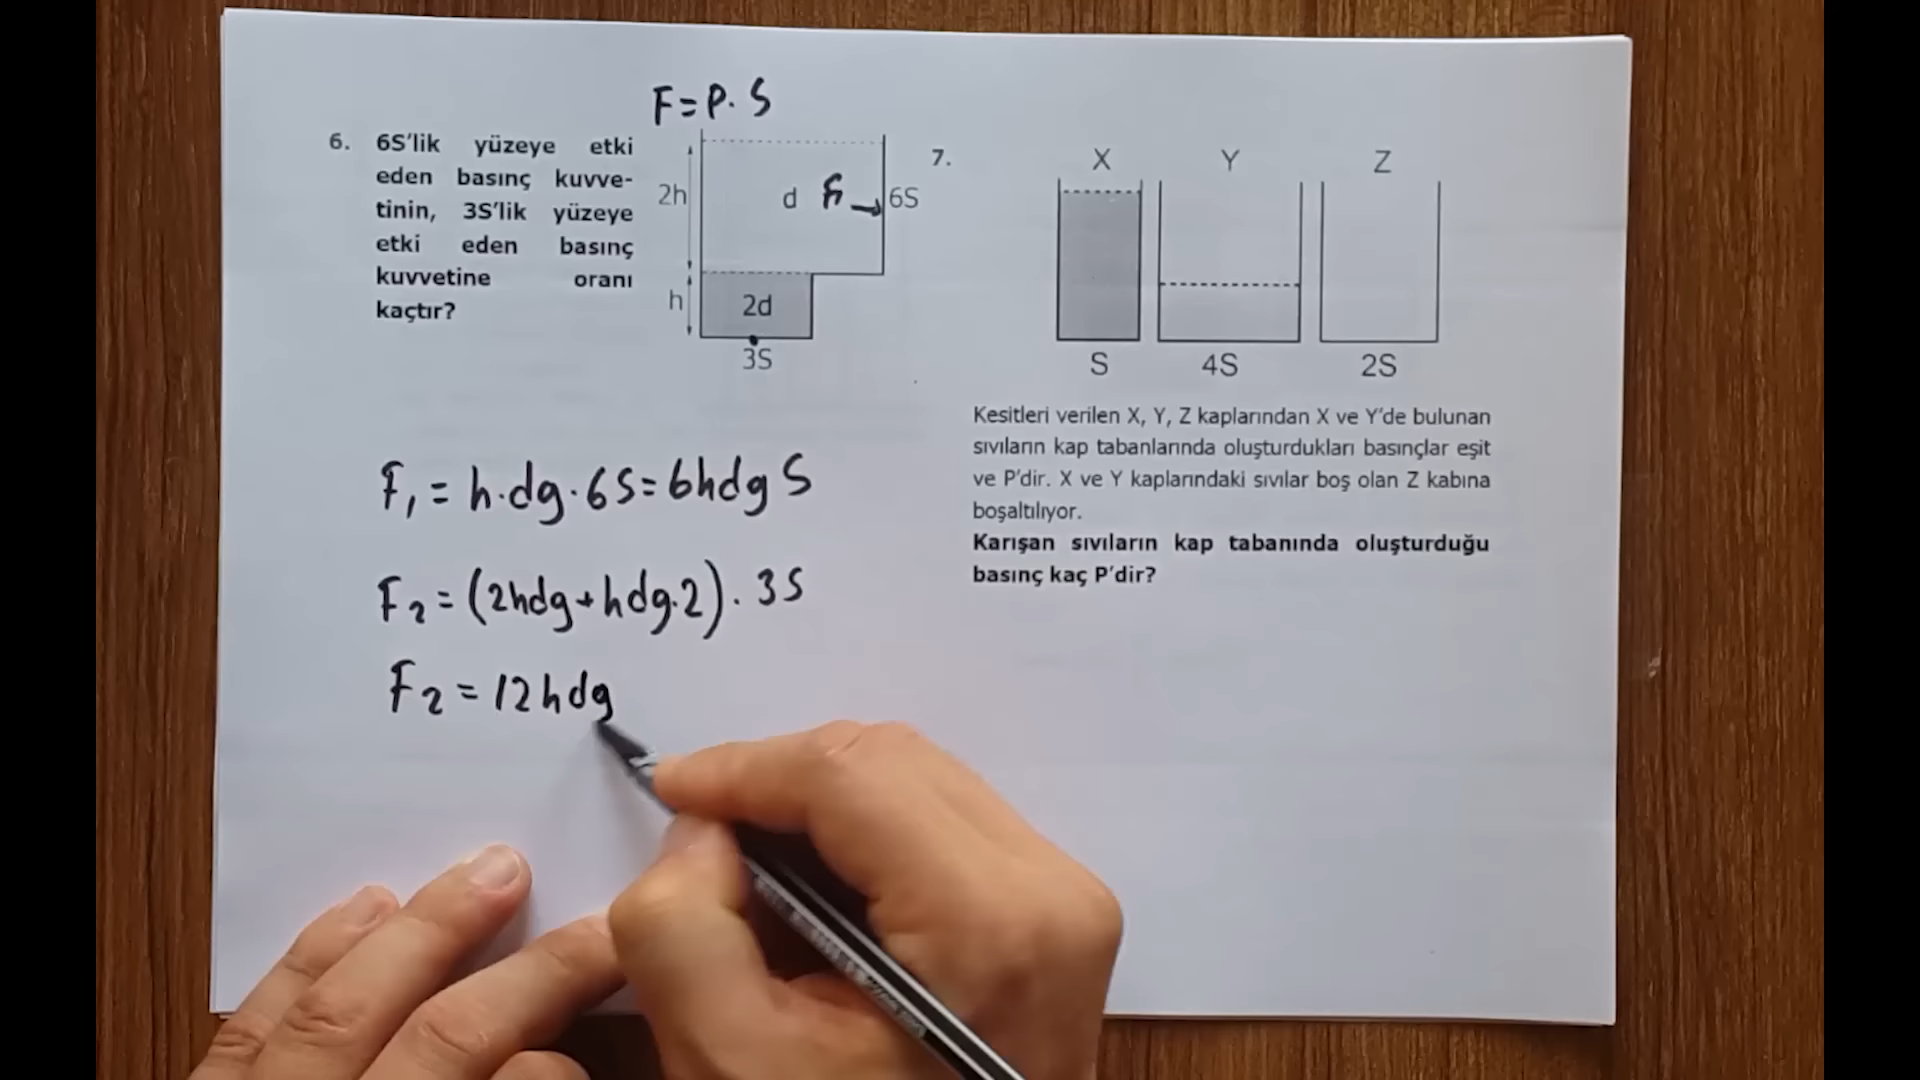 F=P.S
6. 6S'lik yüzeye etki
eden basınç kuvve-
tinin, 3S'lik yüzeye
etki eden basınç
kuvvetine oranı
kaçtır?
2h
d F₁
6S
h
2d
3S
F₁ = h.dg.6S=6hdgS
F₂ = (2hdg+hdg.2).3S
F₂ = 12hdg
7.
X Y Z
S 4S 2S
Kesitleri verilen X, Y, Z kaplarından X ve Y'de bulunan
sıvıların kap tabanlarında oluşturdukları basınçlar eşit
ve P'dir. X ve Y kaplarındaki sıvılar boş olan Z kabına
boşaltılıyor.
Karışan sıvıların kap tabanında oluşturduğu
basınç kaç P'dir?